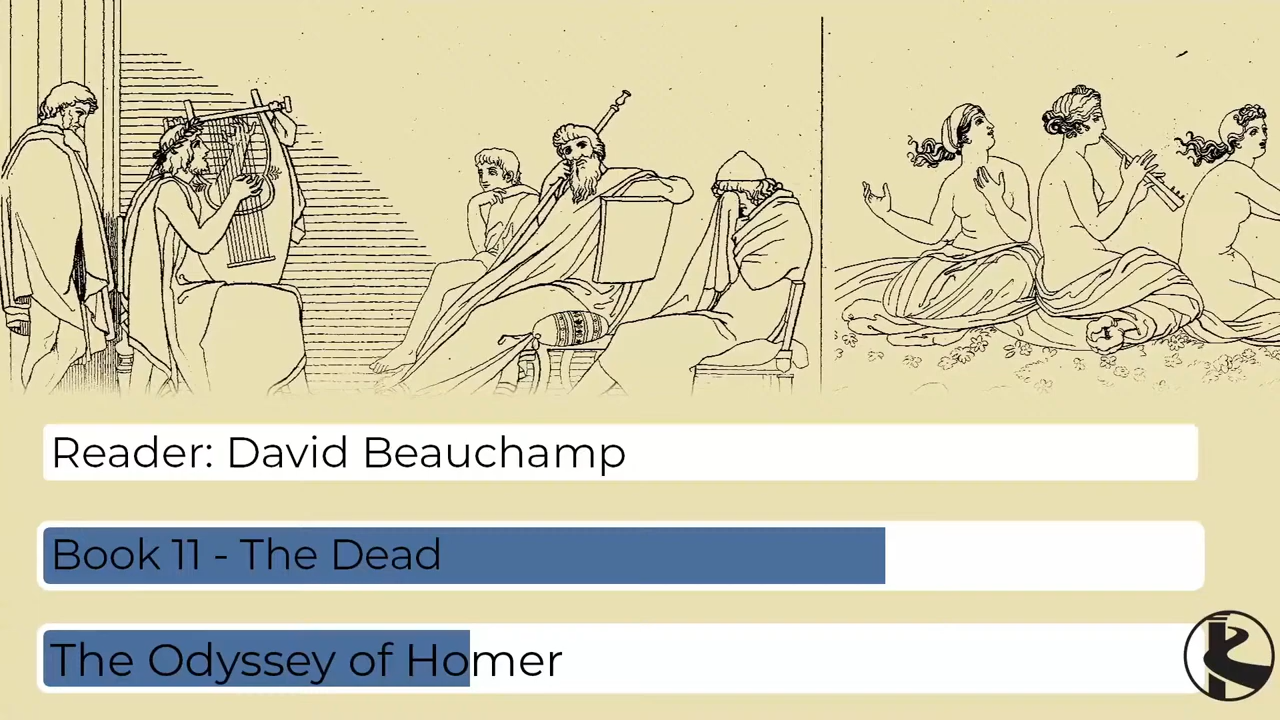 Reader: David Beauchamp
Book 11 - The Dead
The Odyssey of Homer